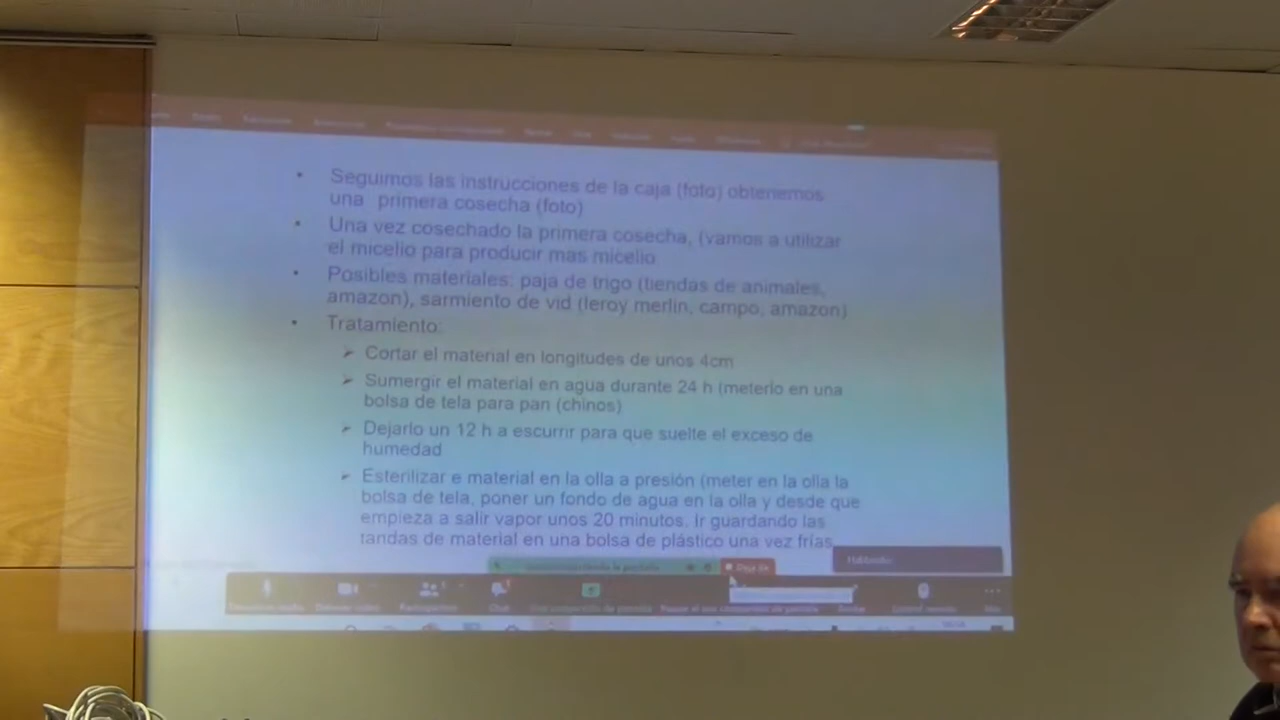 • Seguimos las instrucciones de la caja (foto) obtenemos
una primera cosecha (foto)
• Una vez cosechado la primera cosecha, (vamos a utilizar
el micelio para producir mas micelio
• Posibles materiales: paja de trigo (tiendas de animales,
amazon), sarmiento de vid (leroy merlin, campo, amazon)
• Tratamiento:
➢ Cortar el material en longitudes de unos 4cm
➢ Sumergir el material en agua durante 24 h (meterlo en una
bolsa de tela para pan (chinos)
➢ Dejarlo un 12 h a escurrir para que suelte el exceso de
humedad
➢ Esterilizar e material en la olla a presión (meter en la olla la
bolsa de tela, poner un fondo de agua en la olla y desde que
empieza a salir vapor unos 20 minutos. Ir guardando las
tandas de material en una bolsa de plástico una vez frías
Hablando:
Participantes
Chat